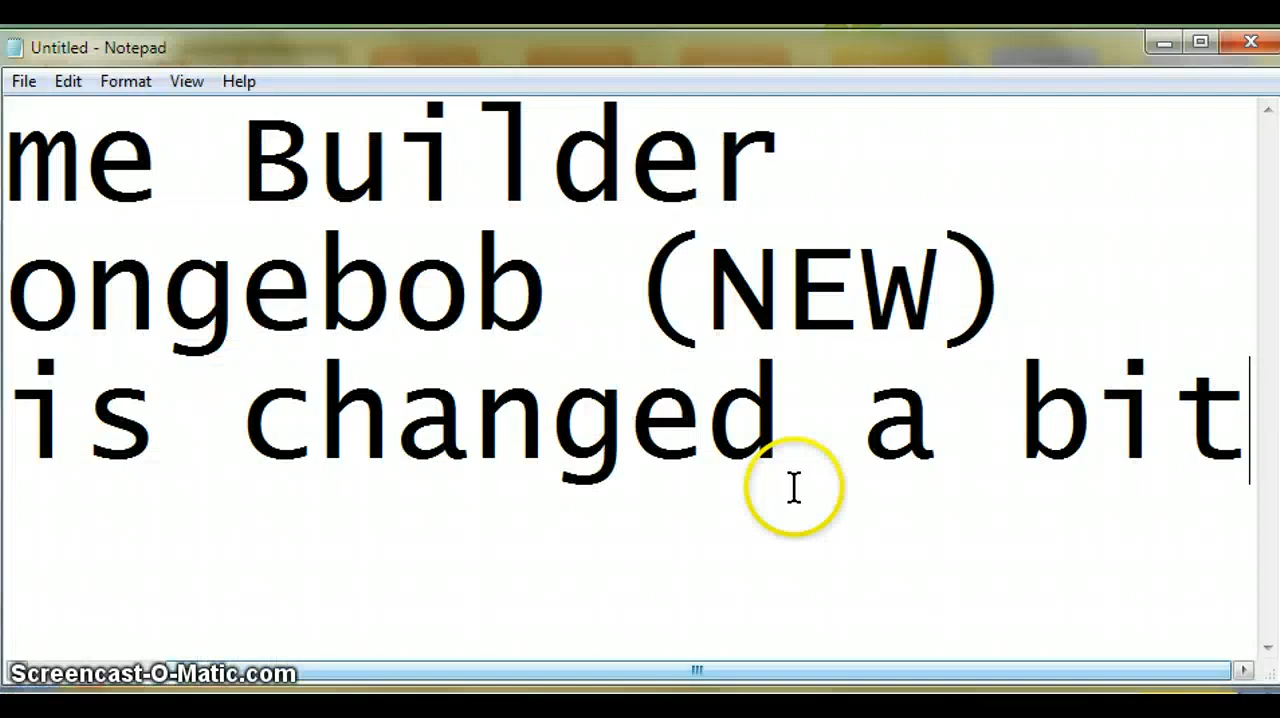 Untitled - Notepad
File Edit Format View Help
me Builder
ongebob (NEW)
is changed a bit
Screencast-O-Matic.com